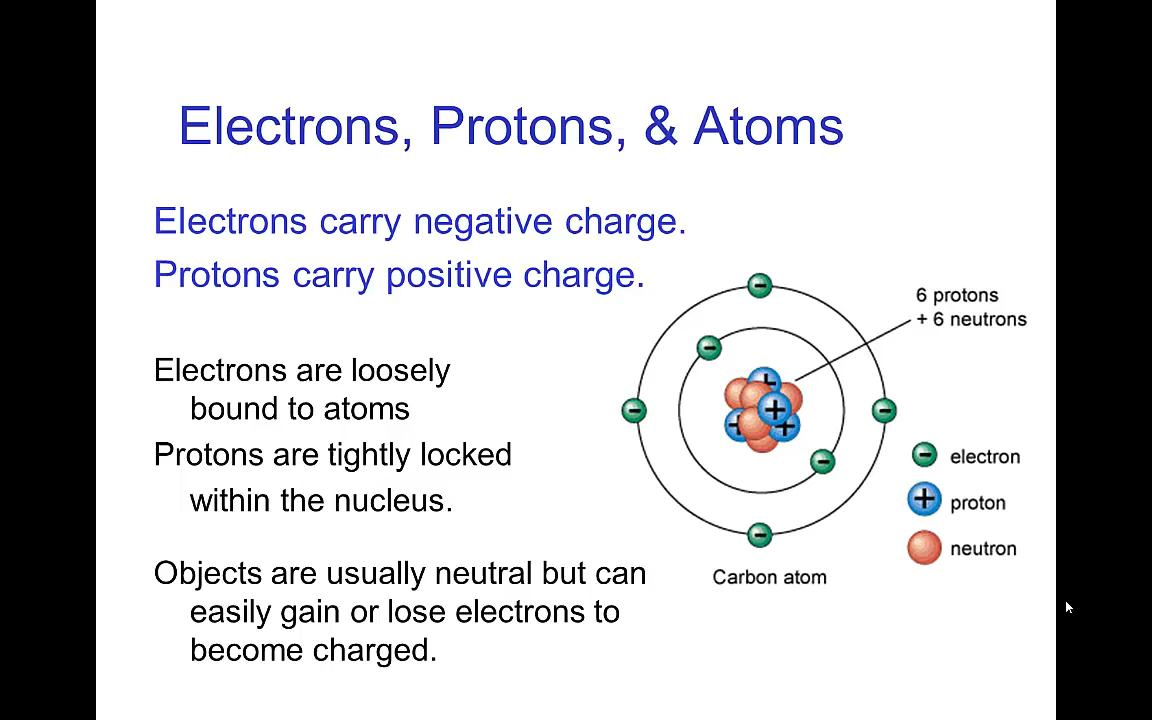 Electrons, Protons, & Atoms
Electrons carry negative charge.
Protons carry positive charge.
Electrons are loosely
bound to atoms
Protons are tightly locked
within the nucleus.
Objects are usually neutral but can
easily gain or lose electrons to
become charged.
6 protons
+ 6 neutrons
electron
proton
neutron
Carbon atom